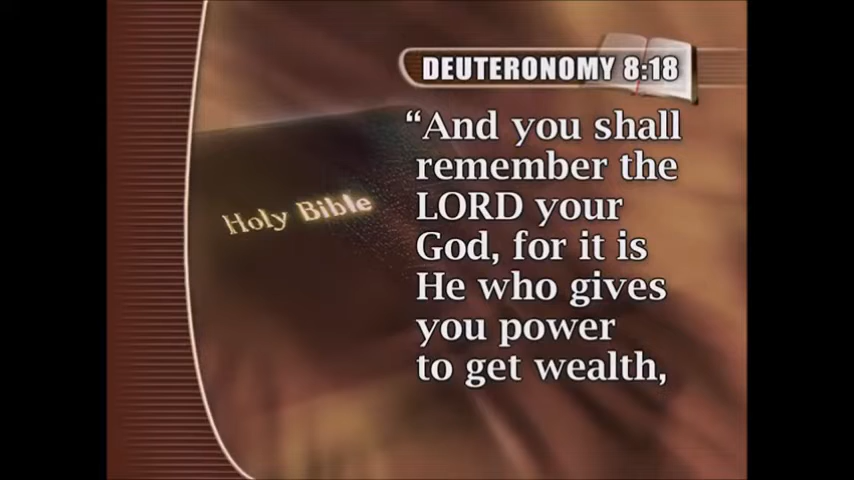 DEUTERONOMY 8:18
“And you shall
remember the
LORD your
God, for it is
He who gives
you power
to get wealth,
Holy Bible